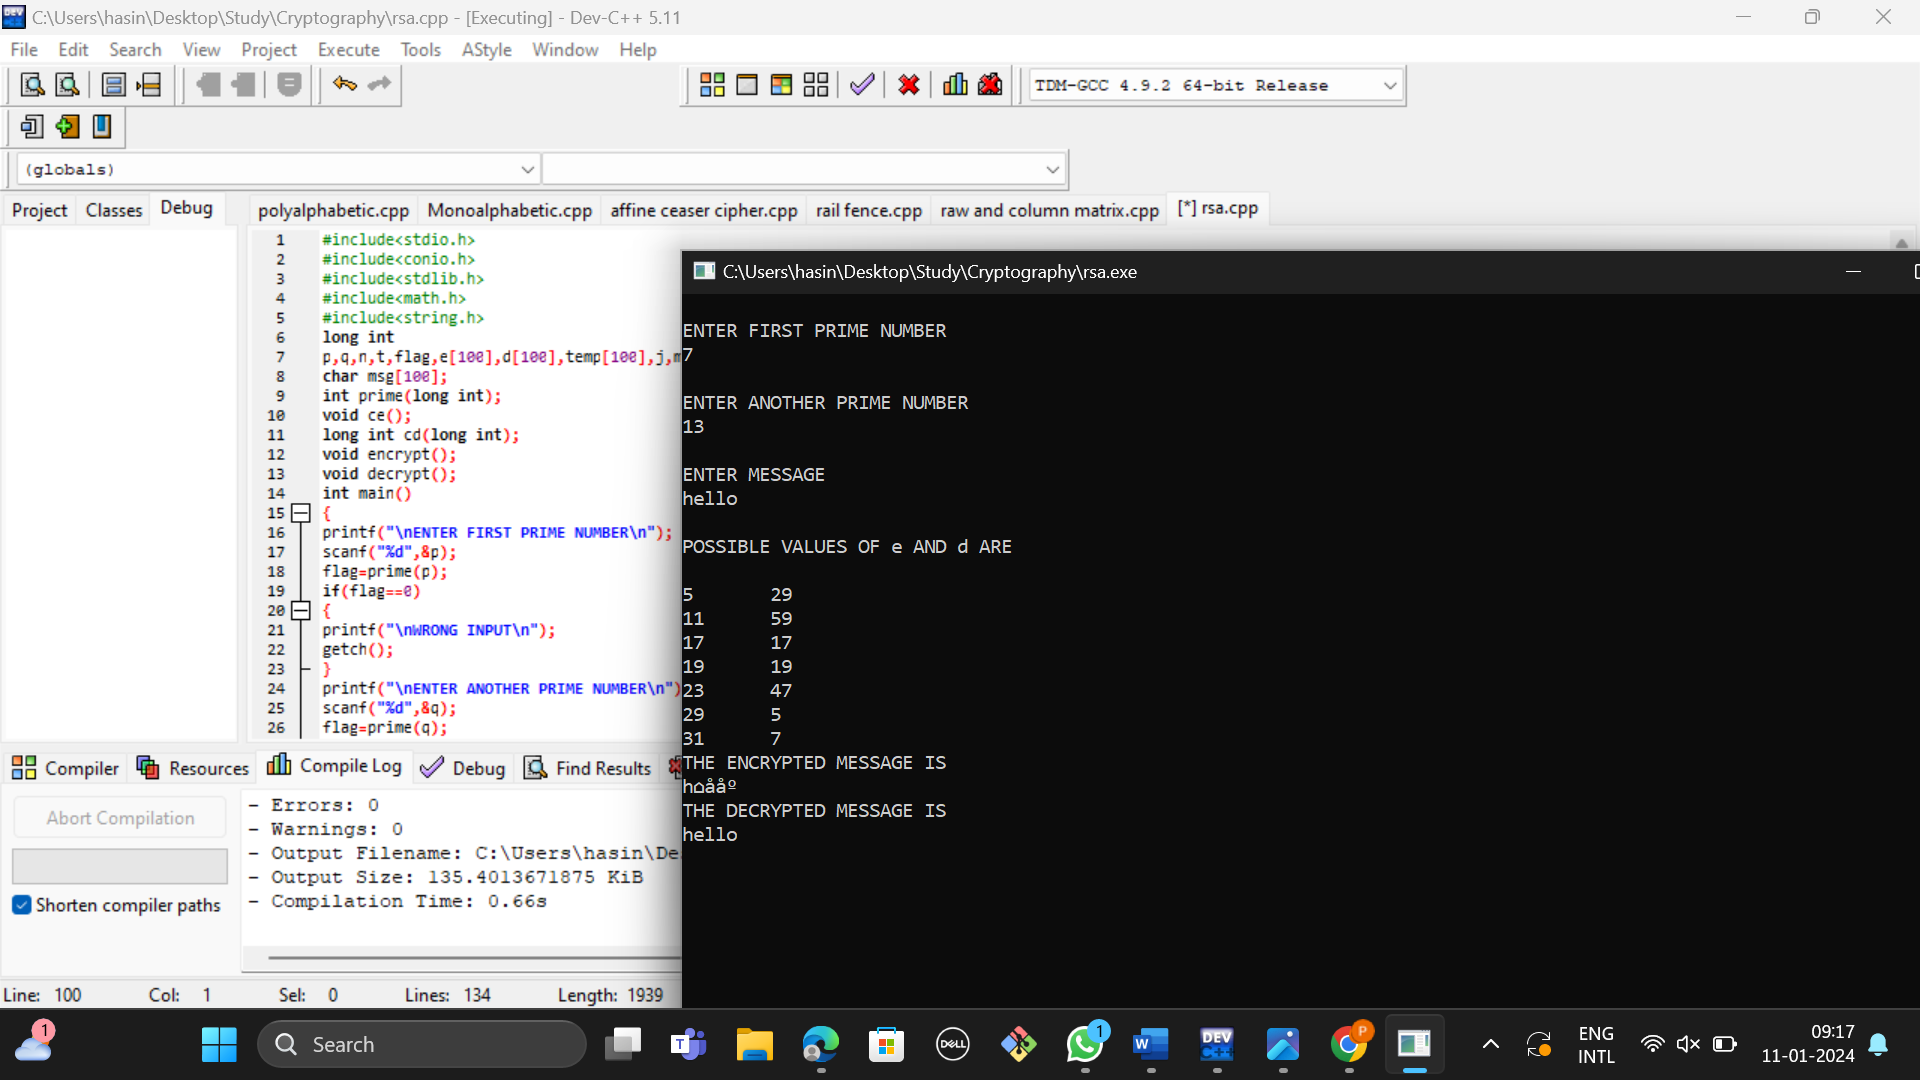 C:\Users\hasin\Desktop\Study\Cryptography\rsa.cpp - [Executing] - Dev-C++ 5.11
File Edit Search View Project Execute Tools AStyle Window Help
TDM-GCC 4.9.2 64-bit Release
(globals)
Project Classes Debug
polyalphabetic.cpp Monoalphabetic.cpp affine ceaser cipher.cpp rail fence.cpp raw and column matrix.cpp [*] rsa.cpp
1 #include<stdio.h>
2 #include<conio.h>
3 #include<stdlib.h>
4 #include<math.h>
5 #include<string.h>
6 long int
7 p,q,n,t,flag,e[100],d[100],temp[100],j,m
8 char msg[100];
9 int prime(long int);
10 void ce();
11 long int cd(long int);
12 void encrypt();
13 void decrypt();
14 int main()
15 {
16 printf("\nENTER FIRST PRIME NUMBER\n");
17 scanf("%d",&p);
18 flag=prime(p);
19 if(flag==0)
20 {
21 printf("\nWRONG INPUT\n");
22 getch();
23 }
24 printf("\nENTER ANOTHER PRIME NUMBER\n")
25 scanf("%d",&q);
26 flag=prime(q);
C:\Users\hasin\Desktop\Study\Cryptography\rsa.exe
ENTER FIRST PRIME NUMBER
7
ENTER ANOTHER PRIME NUMBER
13
ENTER MESSAGE
hello
POSSIBLE VALUES OF e AND d ARE
5 29
11 59
17 17
19 19
23 47
29 5
31 7
THE ENCRYPTED MESSAGE IS
h⌂ååº
THE DECRYPTED MESSAGE IS
hello
Compiler Resources Compile Log Debug Find Results
Abort Compilation
Shorten compiler paths
- Errors: 0
- Warnings: 0
- Output Filename: C:\Users\hasin\De
- Output Size: 135.4013671875 KiB
- Compilation Time: 0.66s
Line: 100 Col: 1 Sel: 0 Lines: 134 Length: 1939
1
Search
T
DELL
1
W
DEV
C++
P
ENG
INTL
09:17
11-01-2024